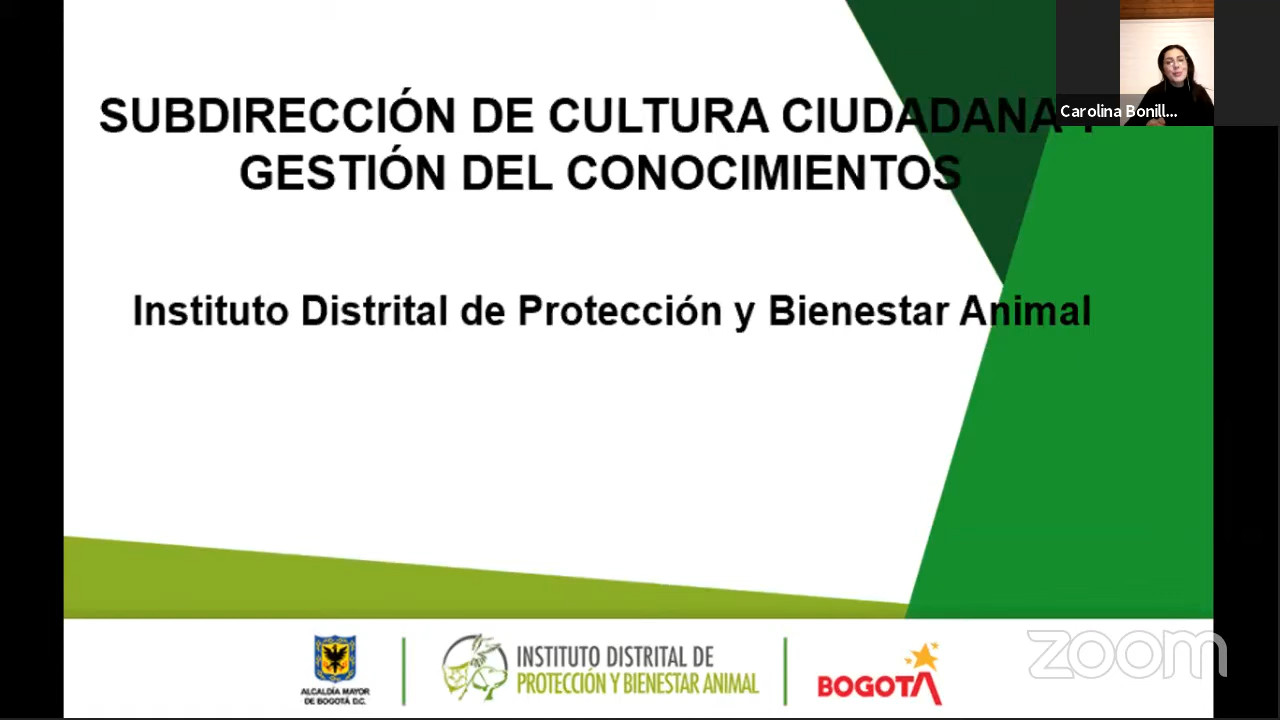 SUBDIRECCIÓN DE CULTURA CIUDADANA Y
GESTIÓN DEL CONOCIMIENTOS
Instituto Distrital de Protección y Bienestar Animal
Carolina Bonill...
ALCALDÍA MAYOR
DE BOGOTÁ D.C.
INSTITUTO DISTRITAL DE
PROTECCIÓN Y BIENESTAR ANIMAL
BOGOTÁ
zoom